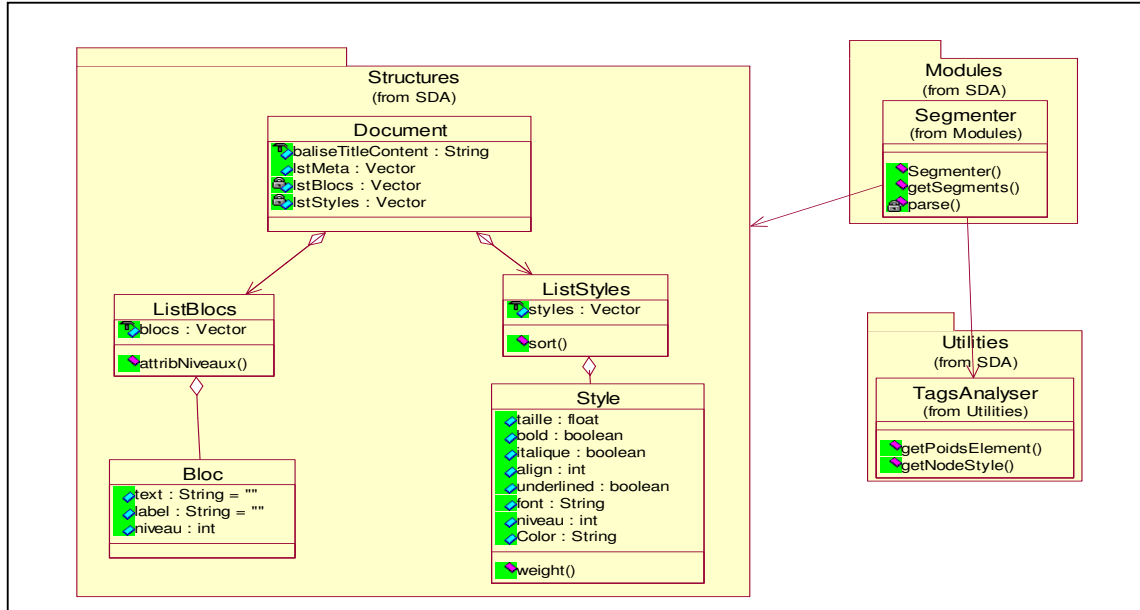 Structures
(from SDA)
Document
baliseTitleContent : String
lstMeta : Vector
lstBlocs : Vector
lstStyles : Vector
ListBlocs
blocs : Vector
attribNiveaux()
ListStyles
styles : Vector
sort()
Bloc
text : String = ""
label : String = ""
niveau : int
Style
taille : float
bold : boolean
italique : boolean
align : int
underlined : boolean
font : String
niveau : int
Color : String
weight()
Modules
(from SDA)
Segmenter
(from Modules)
Segmenter()
getSegments()
parse()
Utilities
(from SDA)
TagsAnalyser
(from Utilities)
getPoidsElement()
getNodeStyle()